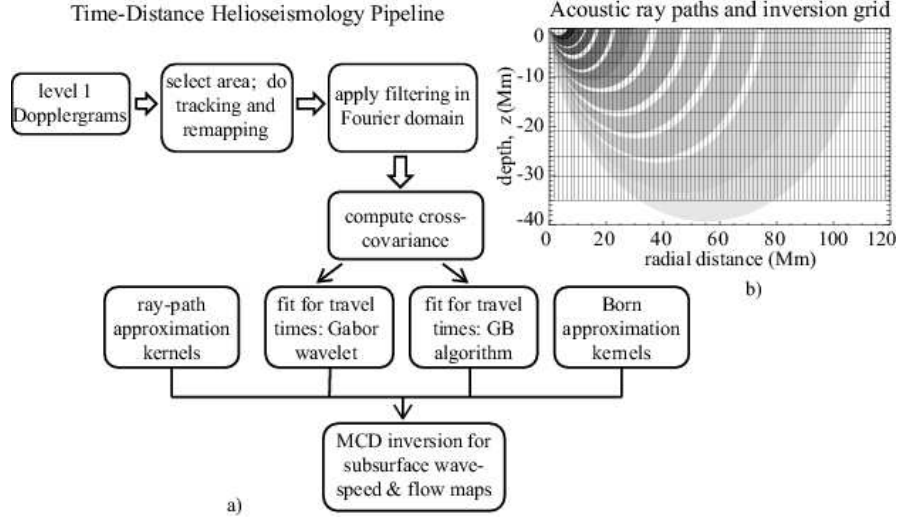 Time-Distance Helioseismology Pipeline
level 1
Dopplergrams
select area; do
tracking and
remapping
apply filtering in
Fourier domain
compute cross-
covariance
ray-path
approximation
kernels
fit for travel
times: Gabor
wavelet
fit for travel
times: GB
algorithm
Born
approximation
kernels
MCD inversion for
subsurface wave-
speed & flow maps
a)
Acoustic ray paths and inversion grid
depth, z (Mm)
0
-10
-20
-30
-40
0 20 40 60 80 100 120
radial distance (Mm)
b)